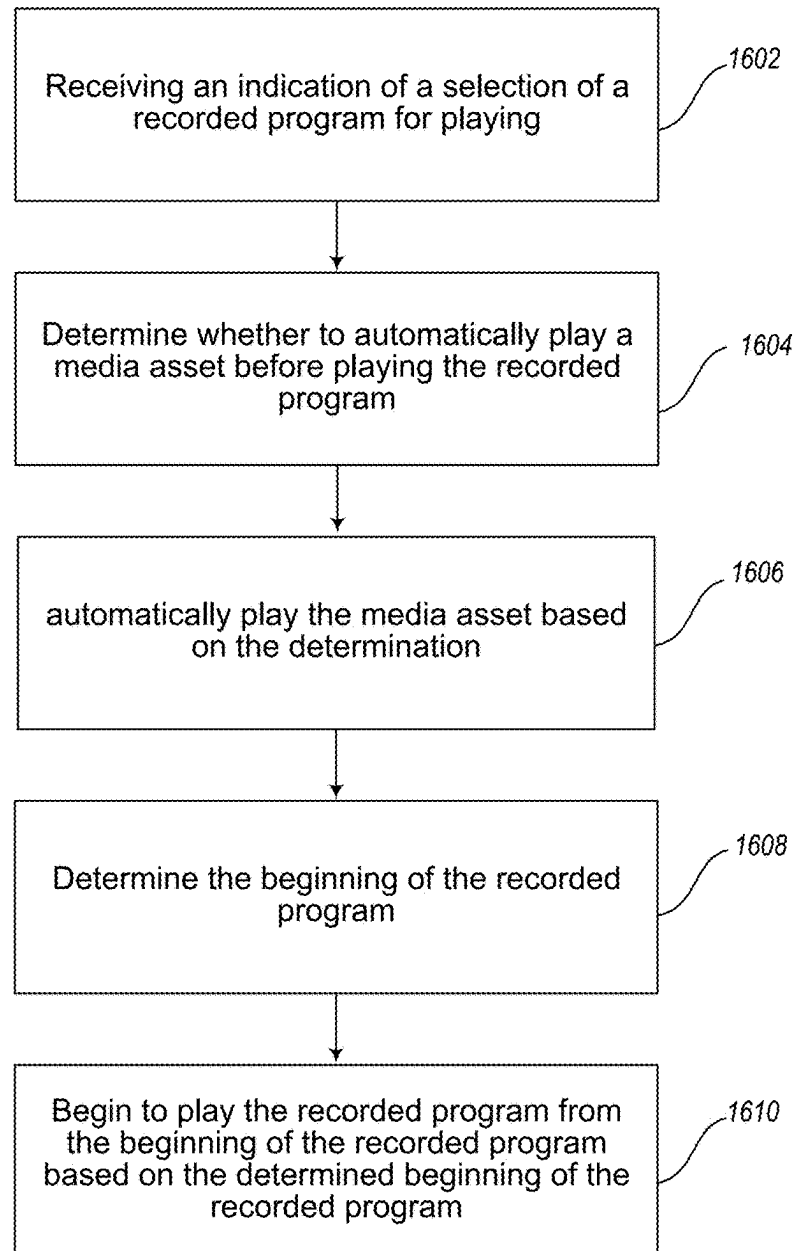 Receiving an indication of a selection of a
recorded program for playing
1602
Determine whether to automatically play a
media asset before playing the recorded
program
1604
automatically play the media asset based
on the determination
1606
Determine the beginning of the recorded
program
1608
Begin to play the recorded program from
the beginning of the recorded program
based on the determined beginning of the
recorded program
1610